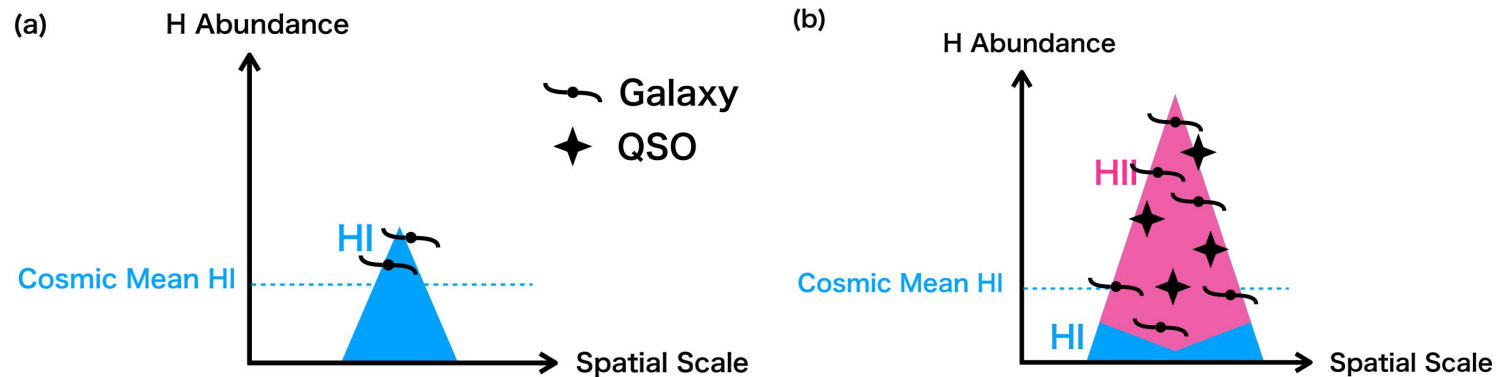 (a)
H Abundance
Galaxy
QSO
HI
Cosmic Mean HI
Spatial Scale
(b)
H Abundance
HII
Cosmic Mean HI
HI
Spatial Scale